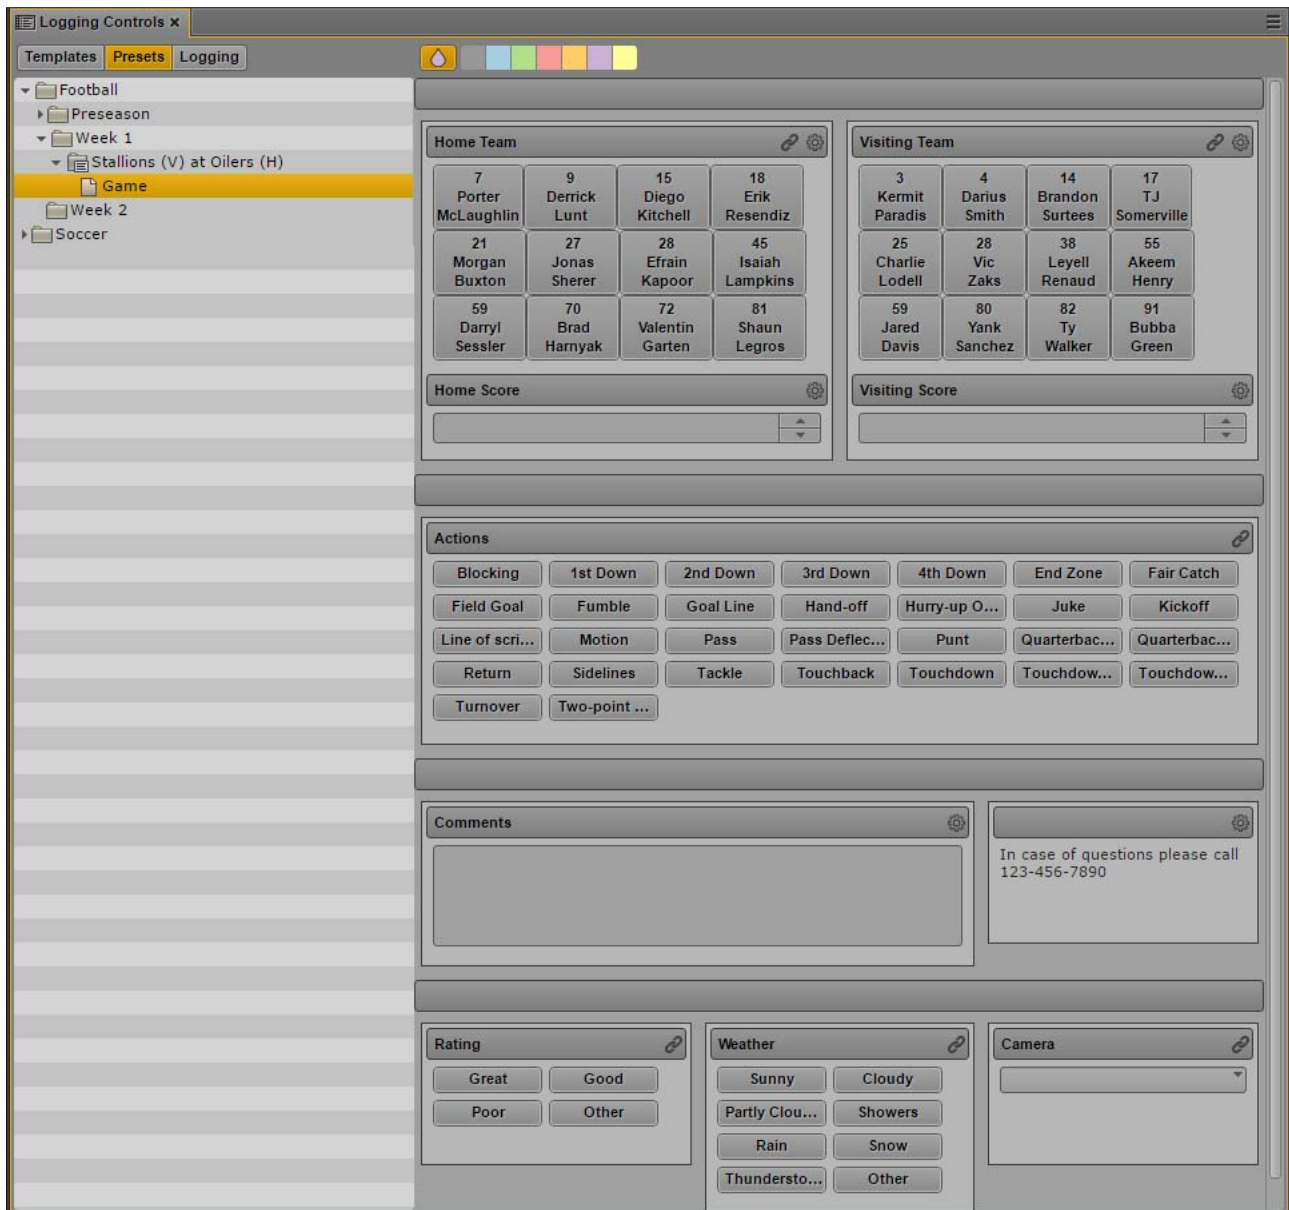 Logging Controls x
Templates Presets Logging
Football
Preseason
Week 1
Stallions (V) at Oilers (H)
Game
Week 2
Soccer
Home Team
7 9 15 18
Porter Derrick Diego Erik
McLaughlin Lunt Kitchell Resendiz
21 27 28 45
Morgan Jonas Efrain Isaiah
Buxton Sherer Kapoor Lampkins
59 70 72 81
Darryl Brad Valentin Shaun
Sessler Harnyak Garten Legros
Home Score
Visiting Team
3 4 14 17
Kermit Darius Brandon TJ
Paradis Smith Surtees Somerville
25 28 38 55
Charlie Vic Leyell Akeem
Lodell Zaks Renaud Henry
59 80 82 91
Jared Yank Ty Bubba
Davis Sanchez Walker Green
Visiting Score
Actions
Blocking 1st Down 2nd Down 3rd Down 4th Down End Zone Fair Catch
Field Goal Fumble Goal Line Hand-off Hurry-up O... Juke Kickoff
Line of scri... Motion Pass Pass Deflec... Punt Quarterbac... Quarterbac...
Return Sidelines Tackle Touchback Touchdown Touchdow... Touchdow...
Turnover Two-point ...
Comments
In case of questions please call
123-456-7890
Rating
Great Good
Poor Other
Weather
Sunny Cloudy
Partly Clou... Showers
Rain Snow
Thundersto... Other
Camera